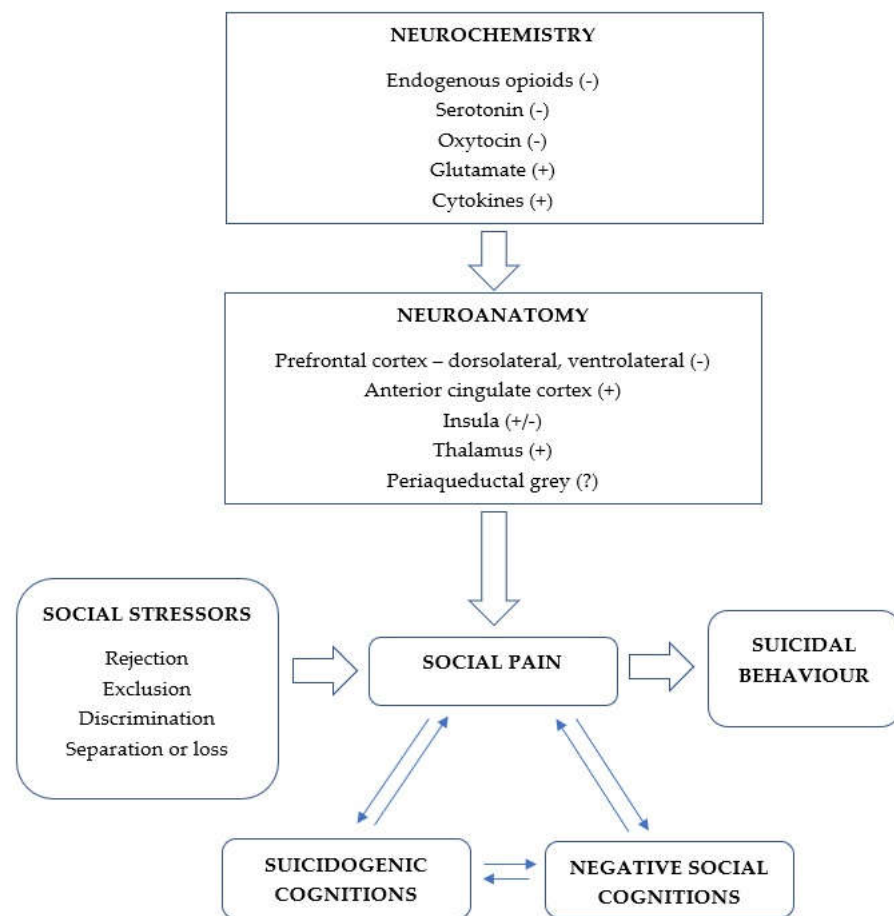 NEUROCHEMISTRY
Endogenous opioids (-)
Serotonin (-)
Oxytocin (-)
Glutamate (+)
Cytokines (+)
NEUROANATOMY
Prefrontal cortex – dorsolateral, ventrolateral (-)
Anterior cingulate cortex (+)
Insula (+/-)
Thalamus (+)
Periaqueductal grey (?)
SOCIAL STRESSORS
Rejection
Exclusion
Discrimination
Separation or loss
SOCIAL PAIN
SUICIDAL
BEHAVIOUR
SUICIDOGENIC
COGNITIONS
NEGATIVE SOCIAL
COGNITIONS